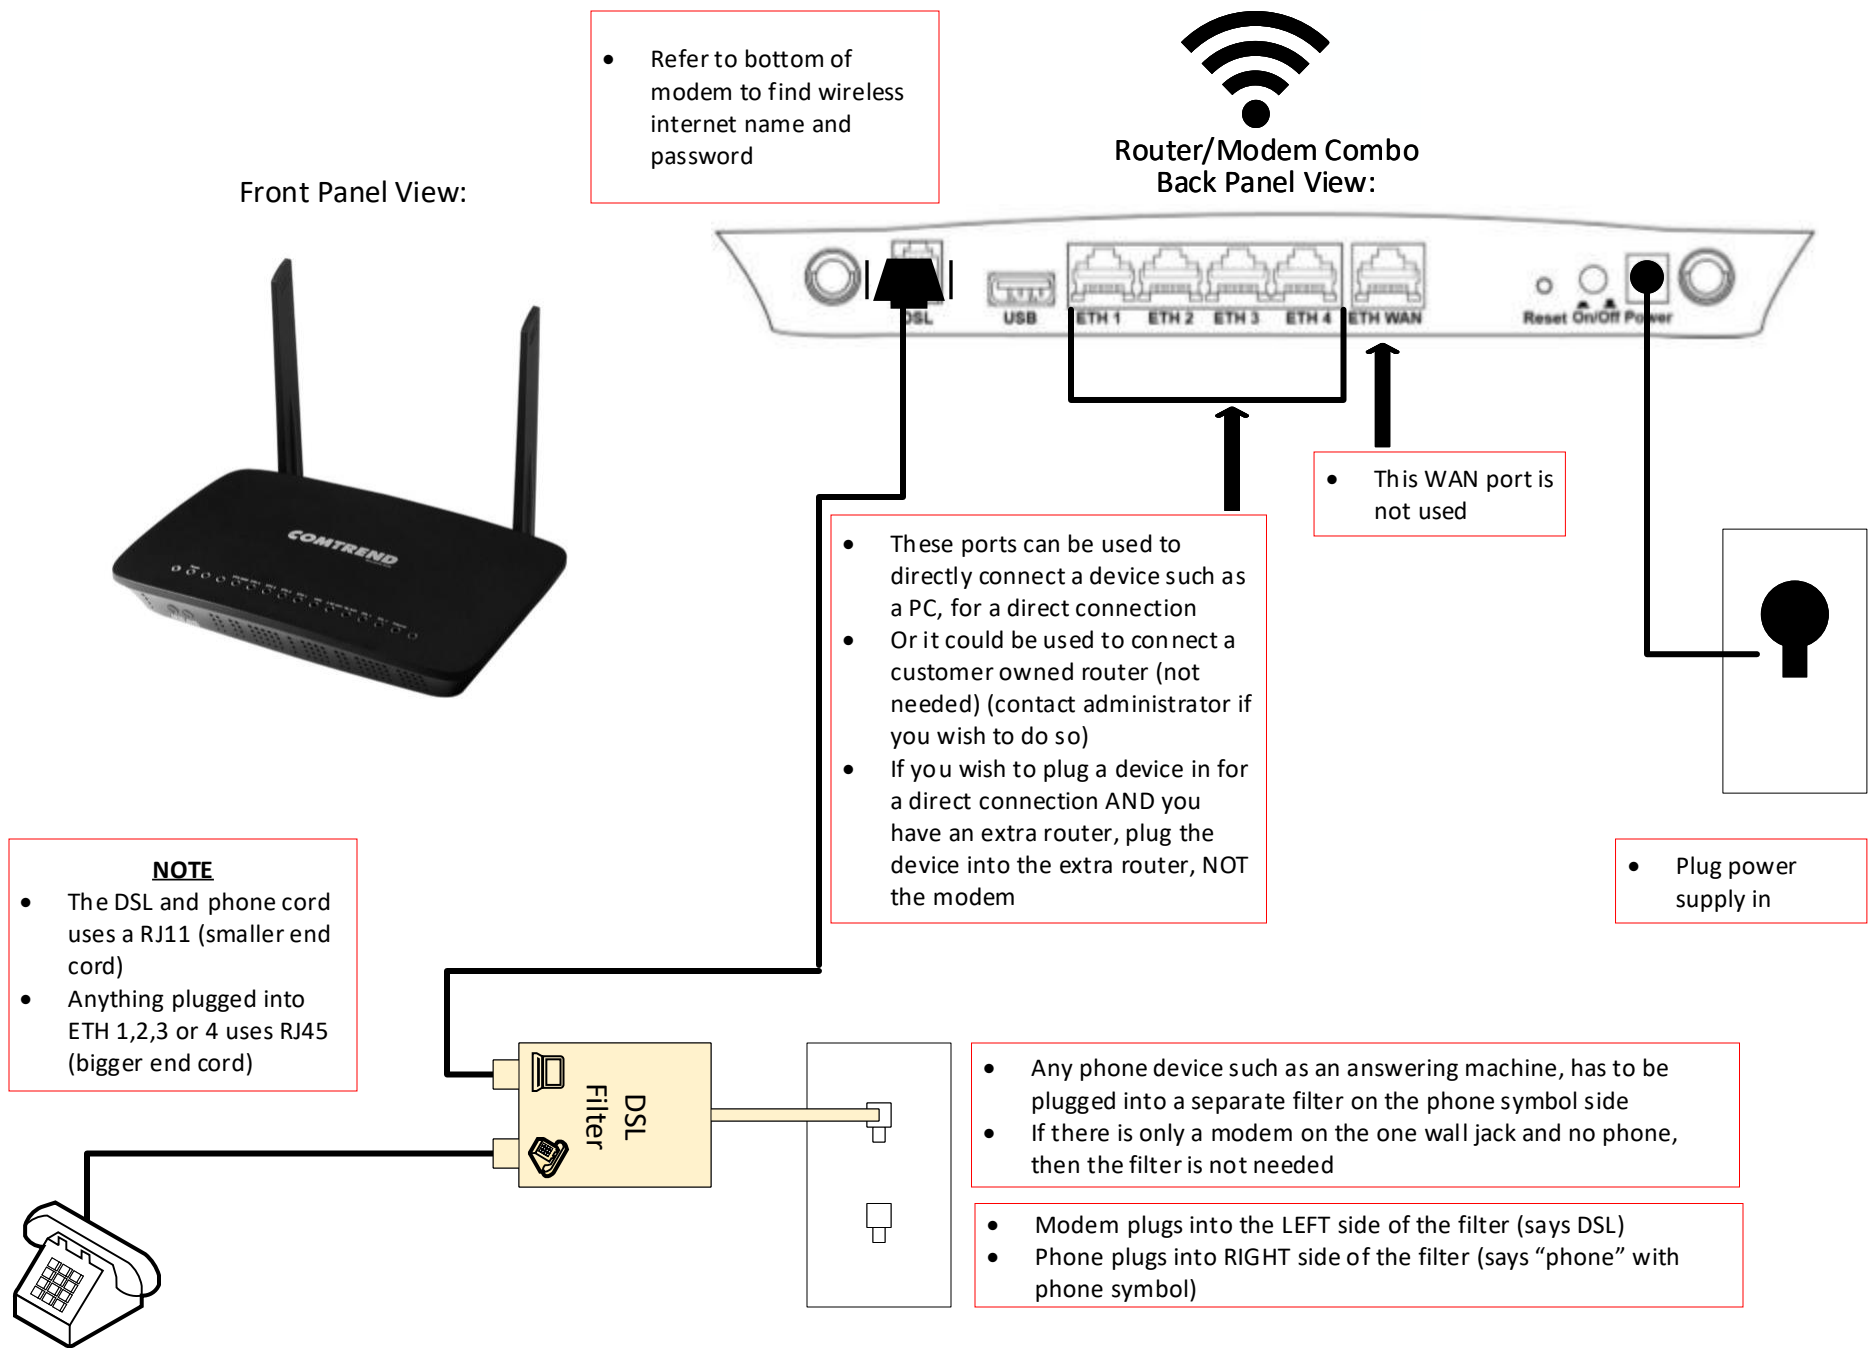 Refer to bottom of
modem to find wireless
internet name and
password
Router/Modem Combo
Back Panel View:
Front Panel View:
DSL
USB
ETH 1
ETH 2
ETH 3
ETH 4
ETH WAN
Reset
On/Off
Power
COMTREND
This WAN port is
not used
These ports can be used to
directly connect a device such as
a PC, for a direct connection
Or it could be used to connect a
customer owned router (not
needed) (contact administrator if
you wish to do so)
If you wish to plug a device in for
a direct connection AND you
have an extra router, plug the
device into the extra router, NOT
the modem
Plug power
supply in
NOTE
The DSL and phone cord
uses a RJ11 (smaller end
cord)
Anything plugged into
ETH 1,2,3 or 4 uses RJ45
(bigger end cord)
DSL
Filter
Any phone device such as an answering machine, has to be
plugged into a separate filter on the phone symbol side
If there is only a modem on the one wall jack and no phone,
then the filter is not needed
Modem plugs into the LEFT side of the filter (says DSL)
Phone plugs into RIGHT side of the filter (says “phone” with
phone symbol)